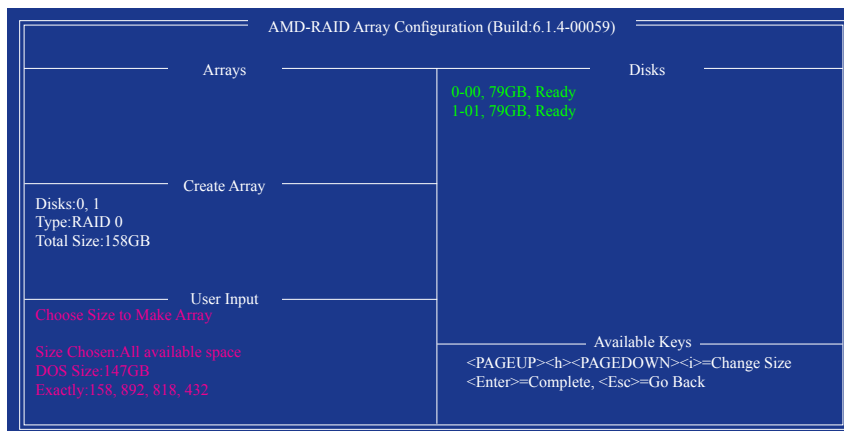 AMD-RAID Array Configuration (Build:6.1.4-00059)
Arrays
Disks
0-00, 79GB, Ready
1-01, 79GB, Ready
Create Array
Disks:0, 1
Type:RAID 0
Total Size:158GB
User Input
Choose Size to Make Array
Size Chosen:All available space
DOS Size:147GB
Exactly:158, 892, 818, 432
Available Keys
<PAGEUP><h><PAGEDOWN><i>=Change Size
<Enter>=Complete, <Esc>=Go Back